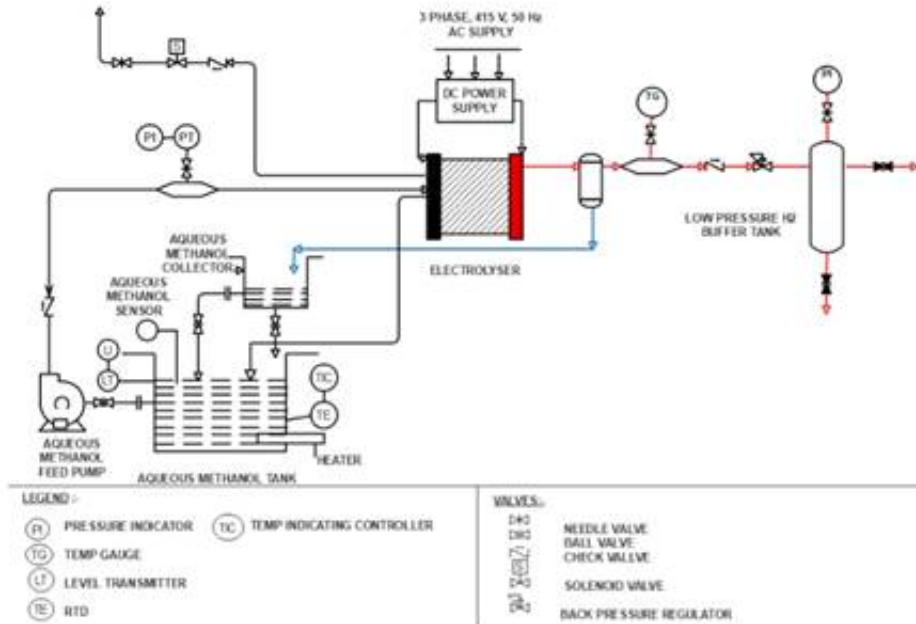 3 PHASE, 415 V, 50 Hz
AC SUPPLY
DC POWER
SUPPLY
S
PI
PT
TG
PI
LOW PRESSURE H2
BUFFER TANK
ELECTROLYSER
AQUEOUS
METHANOL
COLLECTOR
AQUEOUS
METHANOL
SENSOR
LI
LT
TIC
TE
HEATER
AQUEOUS
METHANOL
FEED PUMP
AQUEOUS METHANOL TANK
LEGEND :-
PI PRESSURE INDICATOR
TIC TEMP INDICATING CONTROLLER
TG TEMP GAUGE
LT LEVEL TRANSMITTER
TE RTD
VALVES:-
NEEDLE VALVE
BALL VALVE
CHECK VALLVE
SOLENOID VALVE
BACK PRESSURE REGULATOR